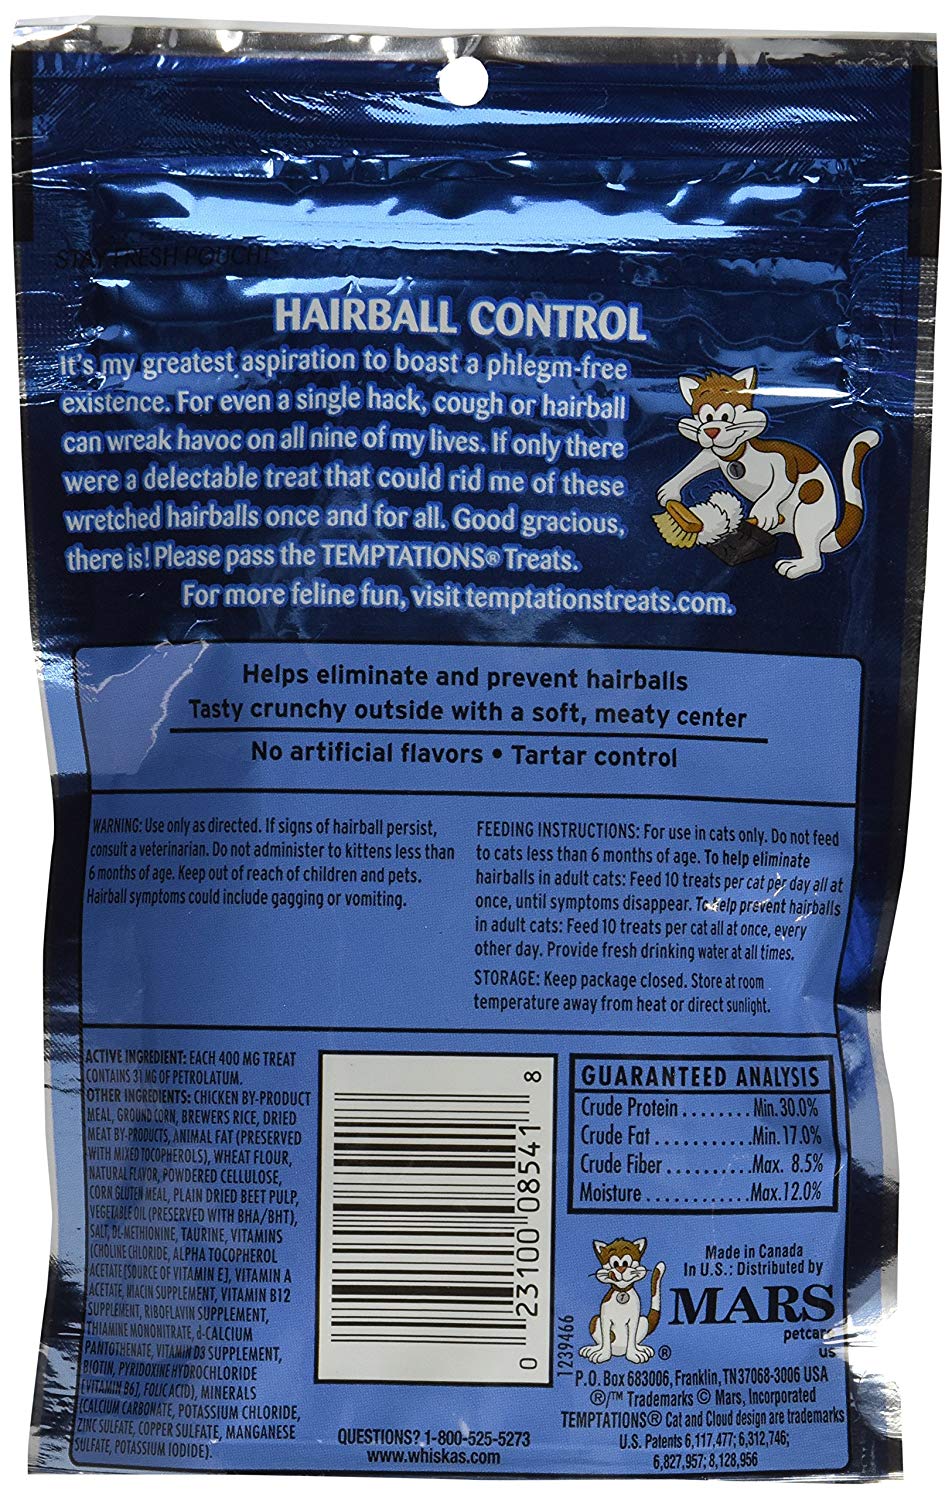 STAY FRESH POUCH!
HAIRBALL CONTROL
It's my greatest aspiration to boast a phlegm-free
existence. For even a single hack, cough or hairball
can wreak havoc on all nine of my lives. If only there
were a delectable treat that could rid me of these
wretched hairballs once and for all. Good gracious,
there is! Please pass the TEMPTATIONS® Treats.
For more feline fun, visit temptationstreats.com.
Helps eliminate and prevent hairballs
Tasty crunchy outside with a soft, meaty center
No artificial flavors • Tartar control
WARNING: Use only as directed. If signs of hairball persist,
consult a veterinarian. Do not administer to kittens less than
6 months of age. Keep out of reach of children and pets.
Hairball symptoms could include gagging or vomiting.
FEEDING INSTRUCTIONS: For use in cats only. Do not feed
to cats less than 6 months of age. To help eliminate
hairballs in adult cats: Feed 10 treats per cat per day all at
once, until symptoms disappear. To help prevent hairballs
in adult cats: Feed 10 treats per cat all at once, every
other day. Provide fresh drinking water at all times.
STORAGE: Keep package closed. Store at room
temperature away from heat or direct sunlight.
ACTIVE INGREDIENT: EACH 400 MG TREAT
CONTAINS 31 MG OF PETROLATUM.
OTHER INGREDIENTS: CHICKEN BY-PRODUCT
MEAL, GROUND CORN, BREWERS RICE, DRIED
MEAT BY-PRODUCTS, ANIMAL FAT (PRESERVED
WITH MIXED TOCOPHEROLS), WHEAT FLOUR,
NATURAL FLAVOR, POWDERED CELLULOSE,
CORN GLUTEN MEAL, PLAIN DRIED BEET PULP,
VEGETABLE OIL (PRESERVED WITH BHA/BHT),
SALT, DL-METHIONINE, TAURINE, VITAMINS
(CHOLINE CHLORIDE, ALPHA TOCOPHEROL
ACETATE [SOURCE OF VITAMIN E], VITAMIN A
ACETATE, NIACIN SUPPLEMENT, VITAMIN B12
SUPPLEMENT, RIBOFLAVIN SUPPLEMENT,
THIAMINE MONONITRATE, d-CALCIUM
PANTOTHENATE, VITAMIN D3 SUPPLEMENT,
BIOTIN, PYRIDOXINE HYDROCHLORIDE
[VITAMIN B6], FOLIC ACID), MINERALS
(CALCIUM CARBONATE, POTASSIUM CHLORIDE,
ZINC SULFATE, COPPER SULFATE, MANGANESE
SULFATE, POTASSIUM IODIDE).
0 23100 08541 8
QUESTIONS? 1-800-525-5273
www.whiskas.com
1239466
GUARANTEED ANALYSIS
Crude Protein ........ Min. 30.0%
Crude Fat ............. Min. 17.0%
Crude Fiber .......... Max. 8.5%
Moisture ............. Max. 12.0%
Made in Canada
In U.S.: Distributed by
MARS
petcare
us
®
P.O. Box 683006, Franklin, TN 37068-3006 USA
®/™ Trademarks © Mars, Incorporated
TEMPTATIONS® Cat and Cloud design are trademarks
U.S. Patents 6,117,477; 6,312,746;
6,827,957; 8,128,956